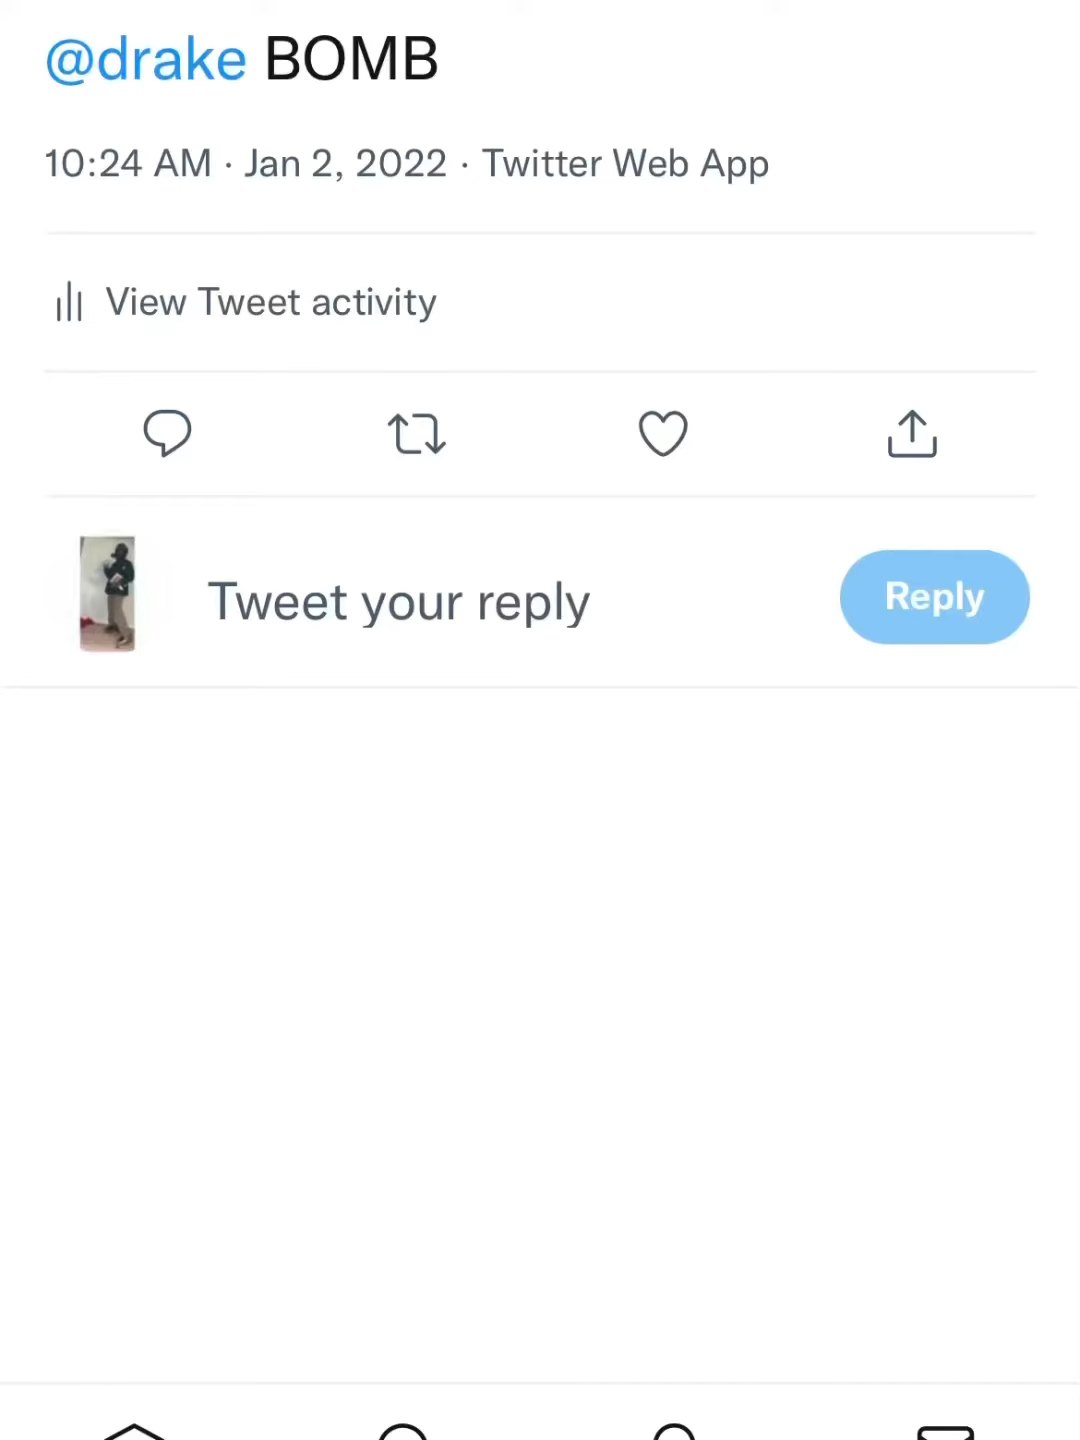 @drake BOMB
10:24 AM · Jan 2, 2022 · Twitter Web App
View Tweet activity
Tweet your reply
Reply